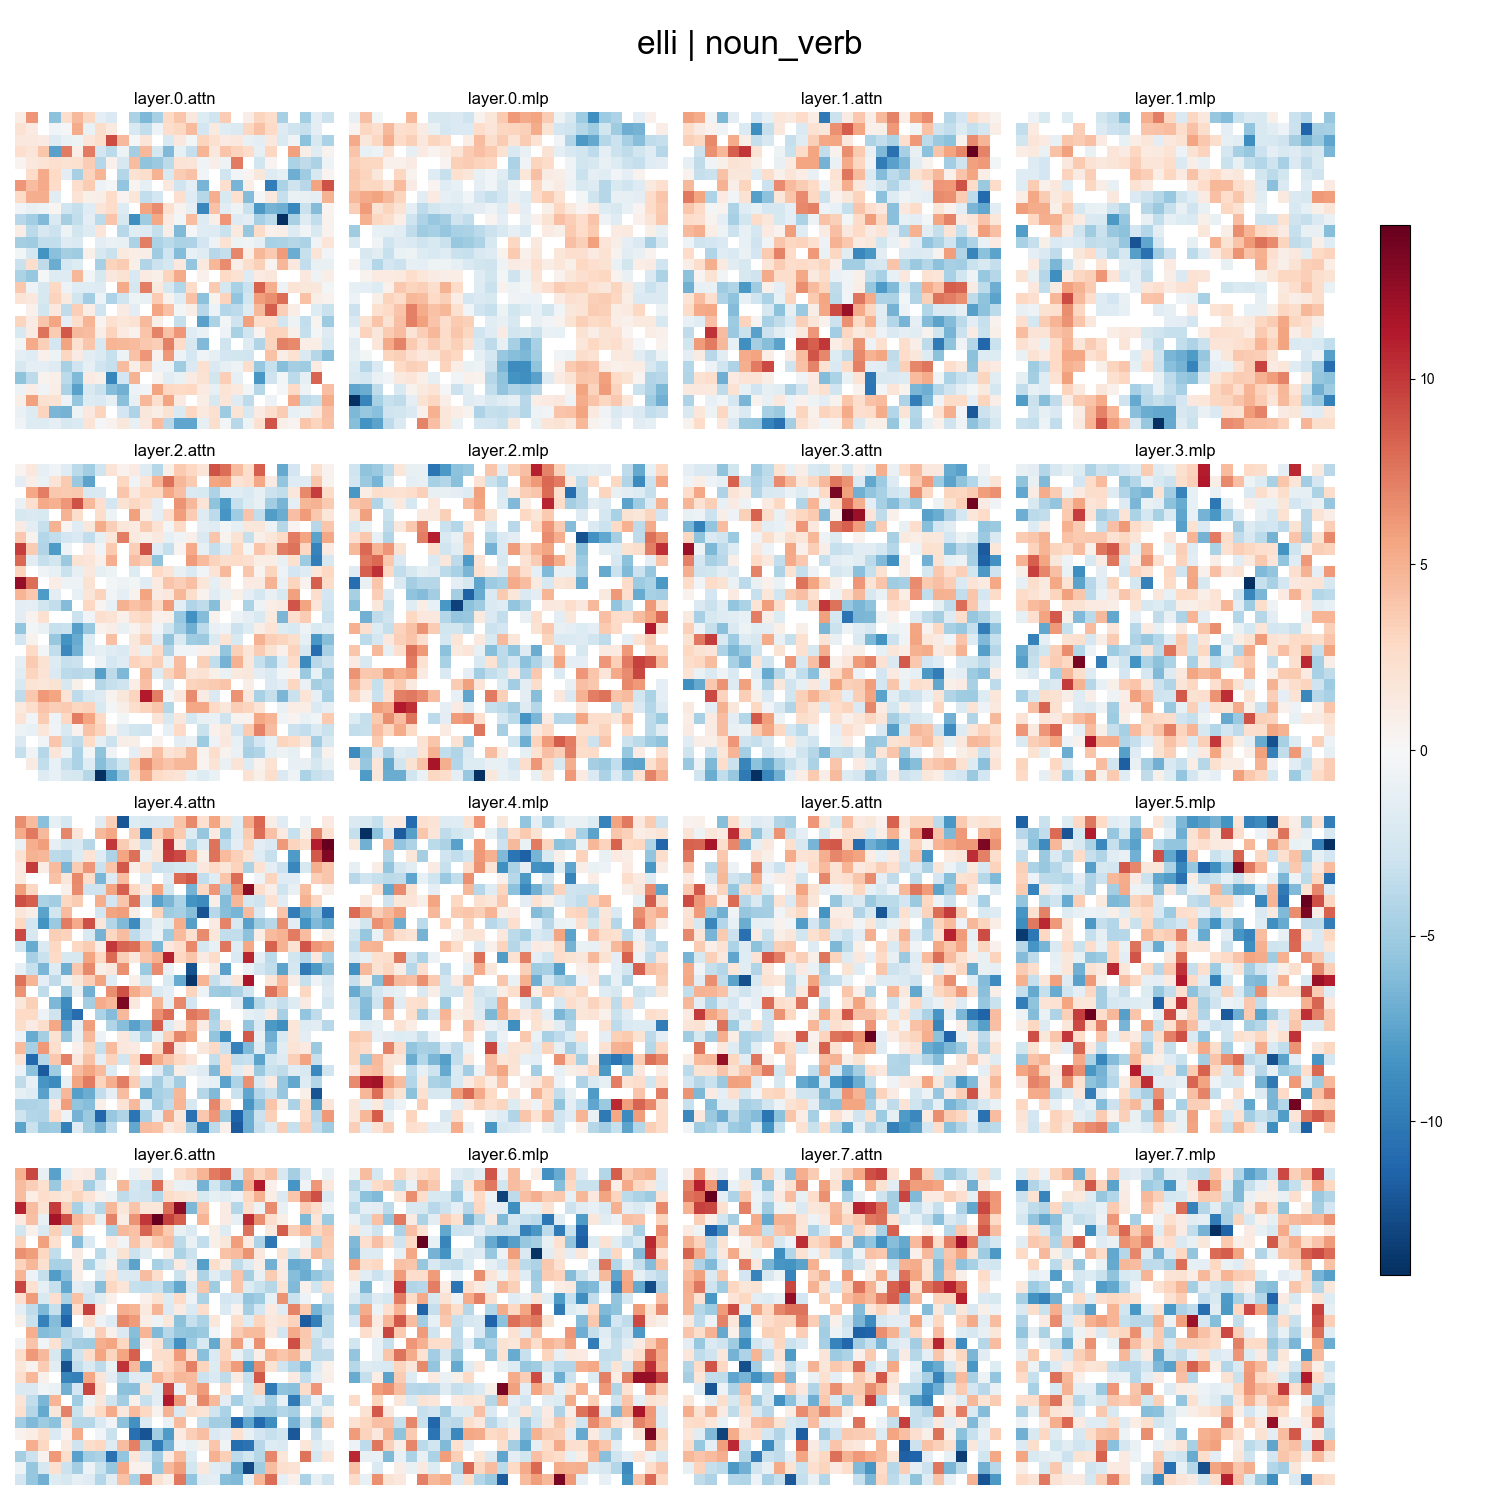 elli | noun_verb
layer.0.attn
layer.0.mlp
layer.1.attn
layer.1.mlp
layer.2.attn
layer.2.mlp
layer.3.attn
layer.3.mlp
layer.4.attn
layer.4.mlp
layer.5.attn
layer.5.mlp
layer.6.attn
layer.6.mlp
layer.7.attn
layer.7.mlp
10
5
0
−5
−10